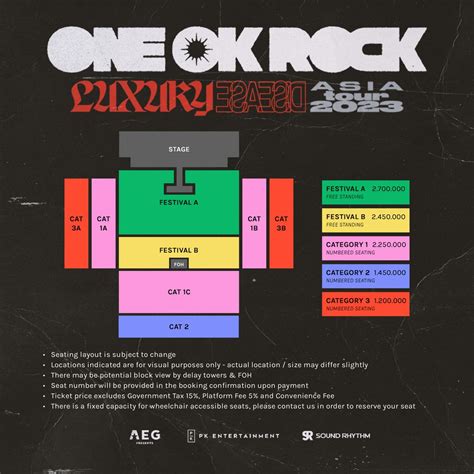 ONE OK ROCK
LUXURY DISEASE ASIA tour 2023
STAGE
FESTIVAL A
CAT 3A
CAT 1A
CAT 1B
CAT 3B
FESTIVAL B
FOH
CAT 1C
CAT 2
FESTIVAL A 2.700.000
FREE STANDING
FESTIVAL B 2.450.000
FREE STANDING
CATEGORY 1 2.250.000
NUMBERED SEATING
CATEGORY 2 1,450.000
NUMBERED SEATING
CATEGORY 3 1.200.000
NUMBERED SEATING
• Seating layout is subject to change
• Locations indicated are for visual purposes only - actual location / size may differ slightly
• There may be potential block view by delay towers & FOH
• Seat number will be provided in the booking confirmation upon payment
• Ticket price excludes Government Tax 15%, Platform Fee 5% and Convenience Fee
• There is a fixed capacity for wheelchair accessible seats, please contact us in order to reserve your seat
AEG PRESENTS
PK ENTERTAINMENT
SR SOUND RHYTHM